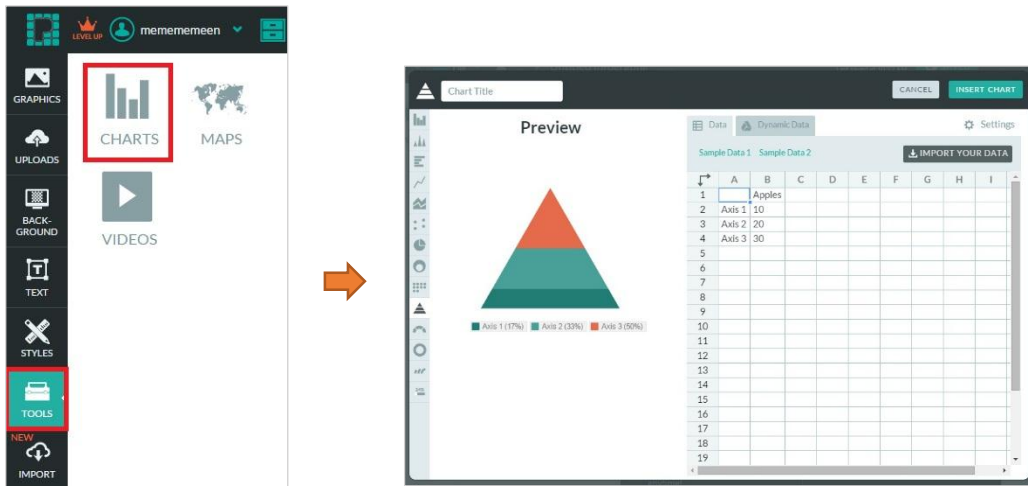 LEVEL UP
memememeen
GRAPHICS
UPLOADS
BACK-
GROUND
TEXT
STYLES
TOOLS
NEW
IMPORT
CHARTS MAPS
VIDEOS
Chart Title
CANCEL INSERT CHART
Preview
Data Dynamic Data Settings
Sample Data 1 Sample Data 2 IMPORT YOUR DATA
A B C D E F G H I
1 Apples
2 Axis 1 10
3 Axis 2 20
4 Axis 3 30
5
6
7
8
9
10
11
12
13
14
15
16
17
18
19
Axis 1 (17%) Axis 2 (33%) Axis 3 (50%)